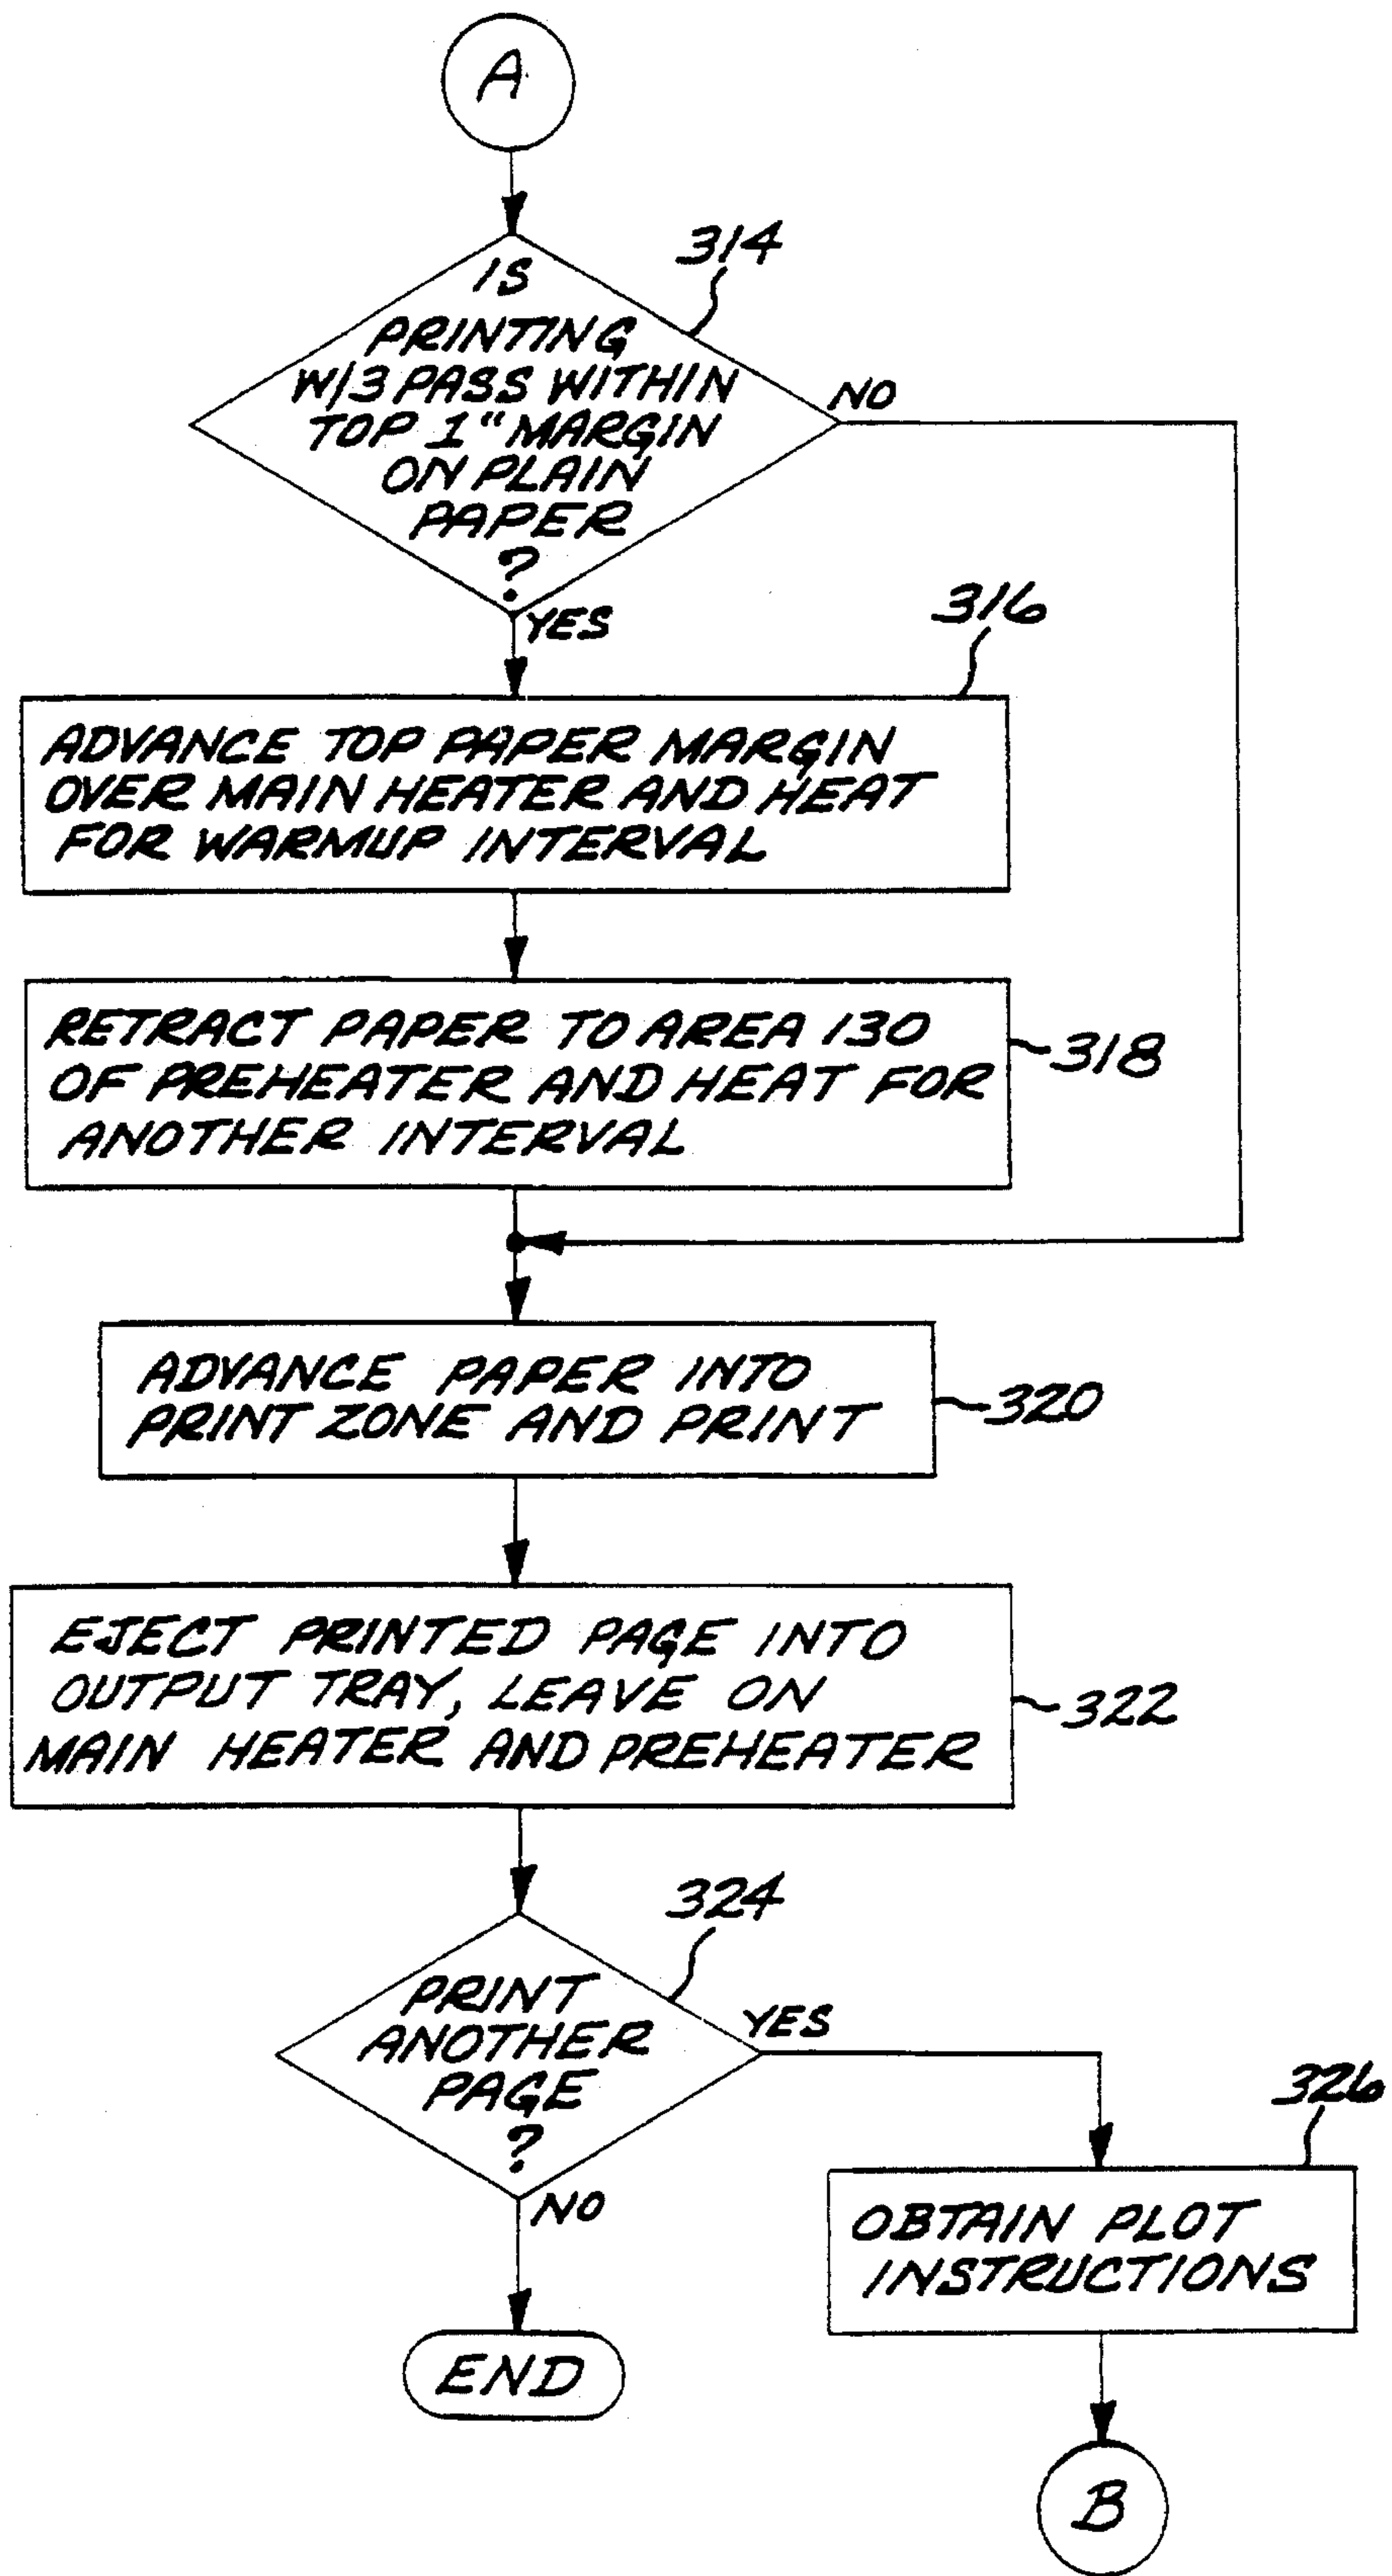 A
314
IS
PRINTING
W/3 PASS WITHIN
TOP 1" MARGIN
ON PLAIN
PAPER
?
NO
YES
316
ADVANCE TOP PAPER MARGIN
OVER MAIN HEATER AND HEAT
FOR WARMUP INTERVAL
RETRACT PAPER TO AREA 130
OF PREHEATER AND HEAT FOR
ANOTHER INTERVAL
318
ADVANCE PAPER INTO
PRINT ZONE AND PRINT
320
EJECT PRINTED PAGE INTO
OUTPUT TRAY, LEAVE ON
MAIN HEATER AND PREHEATER
322
324
PRINT
ANOTHER
PAGE
?
YES
NO
326
OBTAIN PLOT
INSTRUCTIONS
END
B